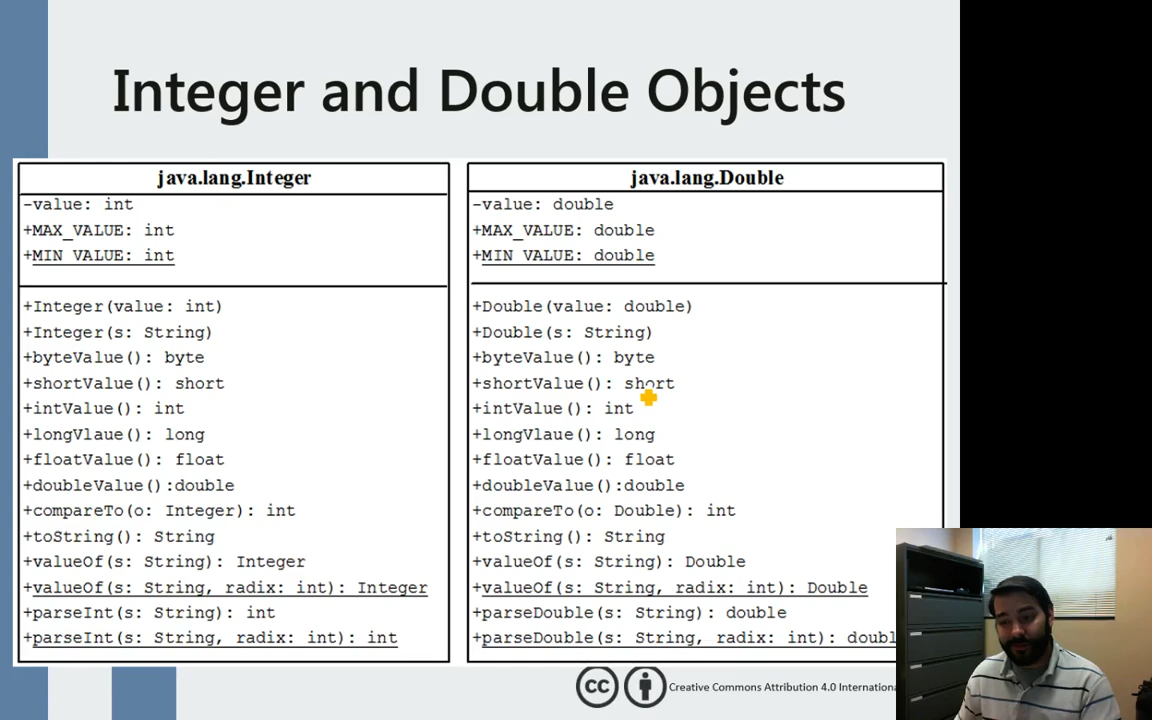 Integer and Double Objects
java.lang.Integer
-value: int
+MAX_VALUE: int
+MIN VALUE: int
+Integer(value: int)
+Integer(s: String)
+byteValue(): byte
+shortValue(): short
+intValue(): int
+longVlaue(): long
+floatValue(): float
+doubleValue():double
+compareTo(o: Integer): int
+toString(): String
+valueOf(s: String): Integer
+valueOf(s: String, radix: int): Integer
+parseInt(s: String): int
+parseInt(s: String, radix: int): int
java.lang.Double
-value: double
+MAX_VALUE: double
+MIN VALUE: double
+Double(value: double)
+Double(s: String)
+byteValue(): byte
+shortValue(): short
+intValue(): int
+longVlaue(): long
+floatValue(): float
+doubleValue():double
+compareTo(o: Double): int
+toString(): String
+valueOf(s: String): Double
+valueOf(s: String, radix: int): Double
+parseDouble(s: String): double
+parseDouble(s: String, radix: int): doubl
cc Creative Commons Attribution 4.0 Internationa